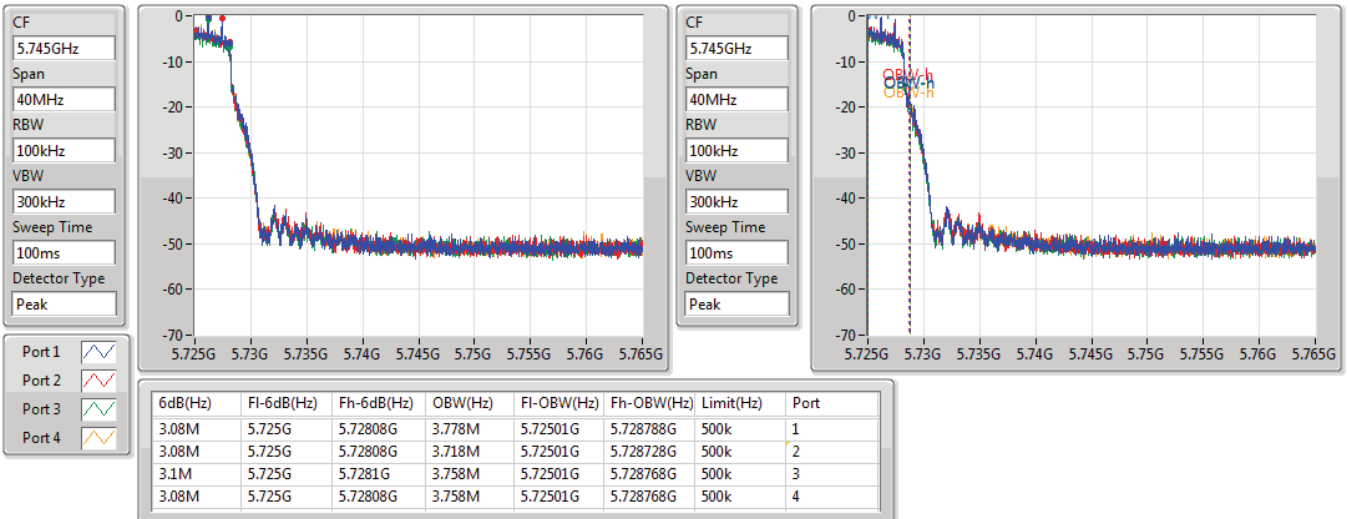 CF
5.745GHz
Span
40MHz
RBW
100kHz
VBW
300kHz
Sweep Time
100ms
Detector Type
Peak
0
-10
-20
-30
-40
-50
-60
-70
5.725G 5.73G 5.735G 5.74G 5.745G 5.75G 5.755G 5.76G 5.765G
CF
5.745GHz
Span
40MHz
RBW
100kHz
VBW
300kHz
Sweep Time
100ms
Detector Type
Peak
0
-10
-20
-30
-40
-50
-60
-70
OBW-h
OBW-h
OBW-h
5.725G 5.73G 5.735G 5.74G 5.745G 5.75G 5.755G 5.76G 5.765G
Port 1
Port 2
Port 3
Port 4
6dB(Hz) Fl-6dB(Hz) Fh-6dB(Hz) OBW(Hz) Fl-OBW(Hz) Fh-OBW(Hz) Limit(Hz) Port
3.08M 5.725G 5.72808G 3.778M 5.72501G 5.728788G 500k 1
3.08M 5.725G 5.72808G 3.718M 5.72501G 5.728728G 500k 2
3.1M 5.725G 5.7281G 3.758M 5.72501G 5.728768G 500k 3
3.08M 5.725G 5.72808G 3.758M 5.72501G 5.728768G 500k 4